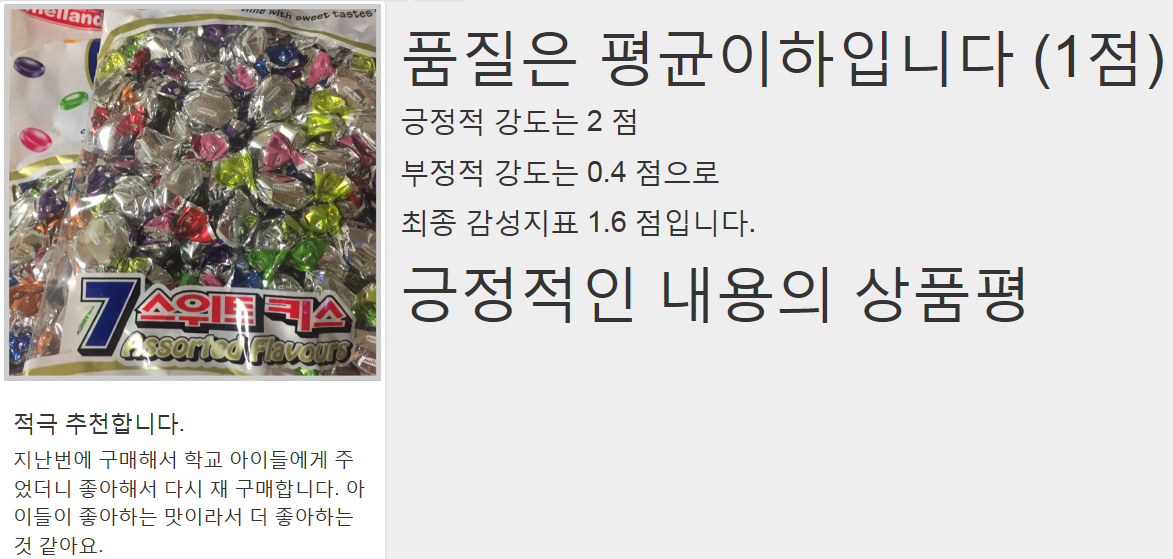 with sweet tastes"
7 스위트 키스
Assorted Flavours
적극 추천합니다.
지난번에 구매해서 학교 아이들에게 주
었더니 좋아해서 다시 재 구매합니다. 아
이들이 좋아하는 맛이라서 더 좋아하는
것 같아요.
품질은 평균이하입니다 (1점)
긍정적 강도는 2 점
부정적 강도는 0.4 점으로
최종 감성지표 1.6 점입니다.
긍정적인 내용의 상품평